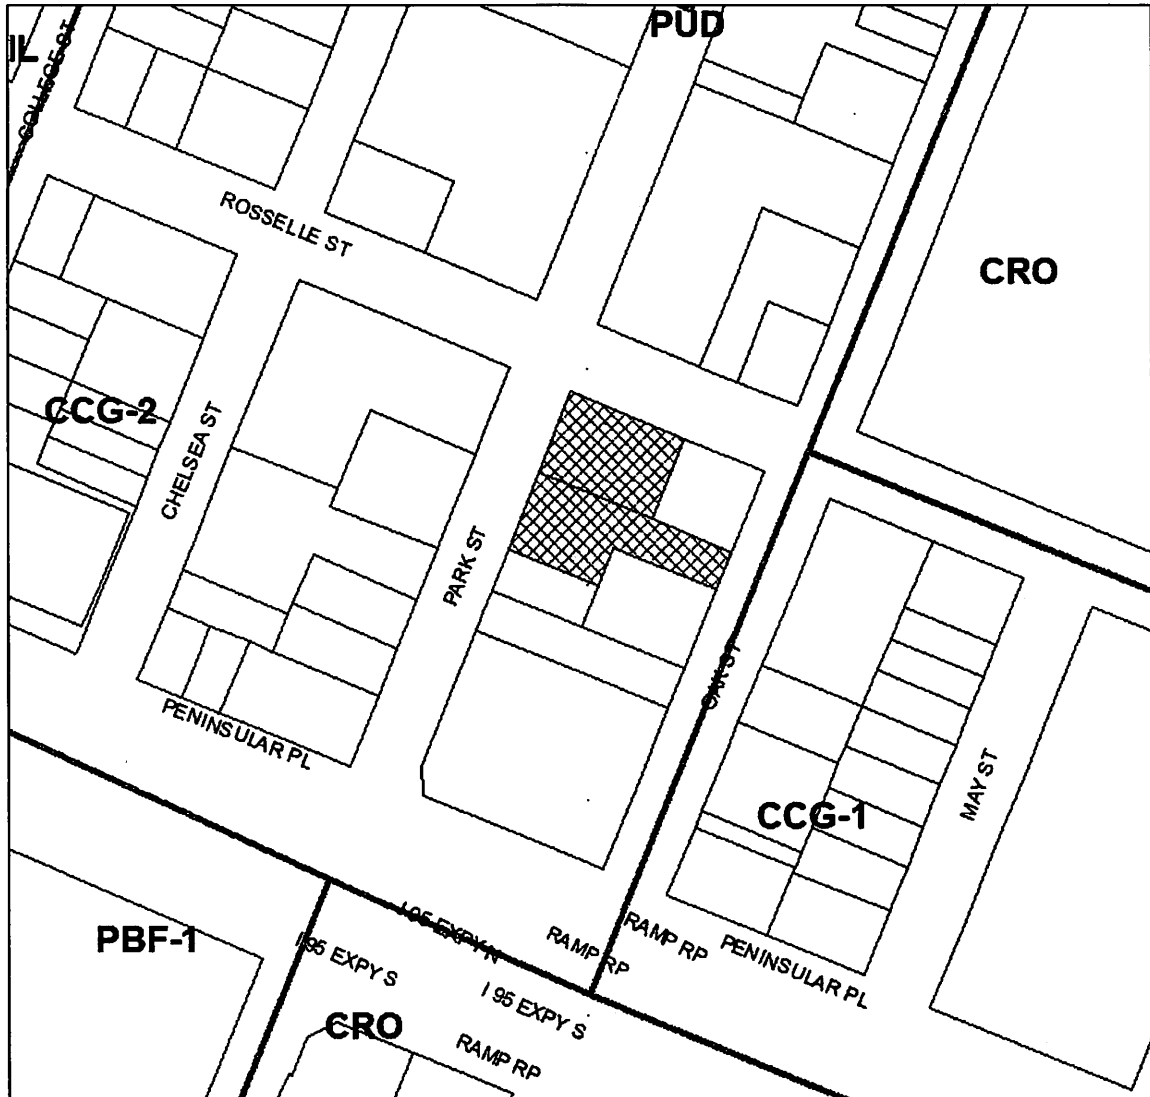 PUD
IL
COLLEGE ST
ROSSELLE ST
CRO
CCG-2
CHELSEA ST
PARK ST
OAK ST
PENINSULAR PL
MAY ST
CCG-1
PBF-1
I 95 EXPY N
I 95 EXPY S
RAMP RP
RAMP RP
PENINSULAR PL
I 95 EXPY S
CRO
RAMP RP